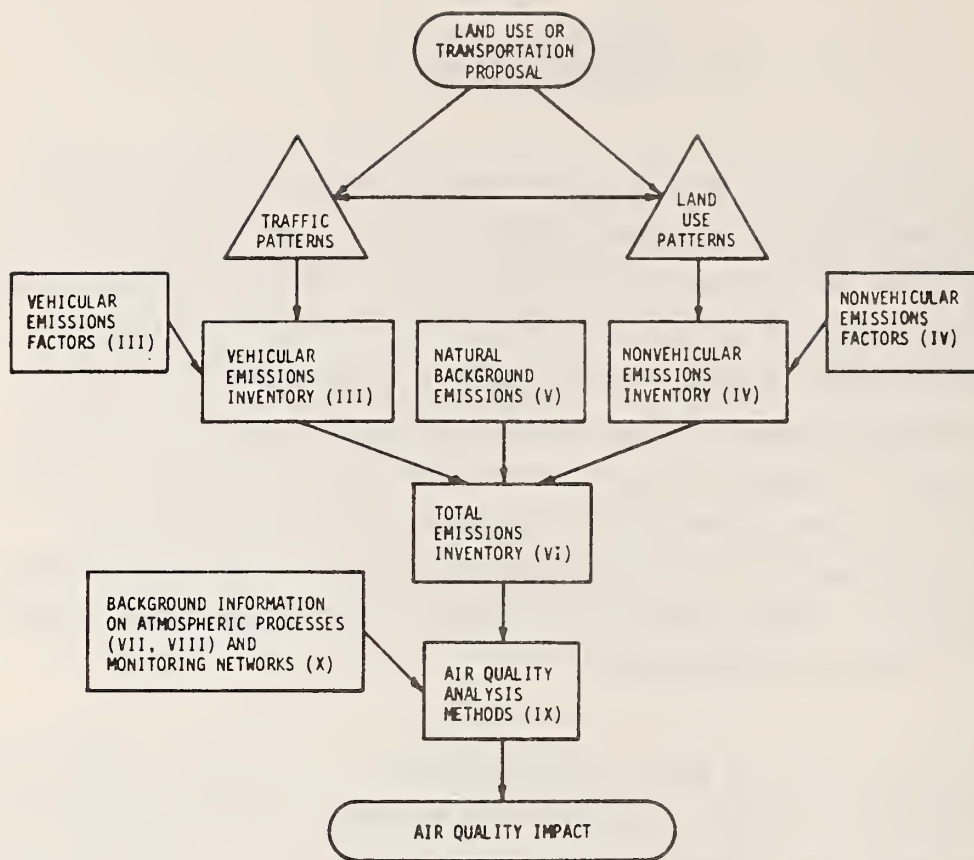 LAND USE OR
TRANSPORTATION
PROPOSAL
TRAFFIC
PATTERNS
LAND
USE
PATTERNS
VEHICULAR
EMISSIONS
FACTORS (III)
VEHICULAR
EMISSIONS
INVENTORY (III)
NATURAL
BACKGROUND
EMISSIONS (V)
NONVEHICULAR
EMISSIONS
INVENTORY (IV)
NONVEHICULAR
EMISSIONS
FACTORS (IV)
TOTAL
EMISSIONS
INVENTORY (VI)
BACKGROUND INFORMATION
ON ATMOSPHERIC PROCESSES
(VII, VIII) AND
MONITORING NETWORKS (X)
AIR QUALITY
ANALYSIS
METHODS (IX)
AIR QUALITY IMPACT